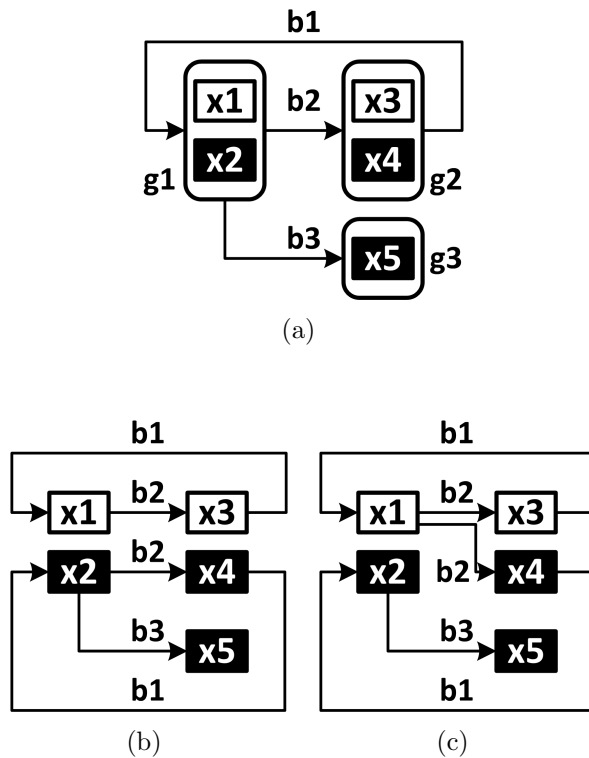 b1
x1 b2 x3
x2 x4
g1 g2
b3
x5 g3
(a)
b1 b1
x1 b2 x3 x1 b2 x3
x2 b2 x4 x2 b2 x4
b3 x5 b3 x5
b1 b1
(b) (c)